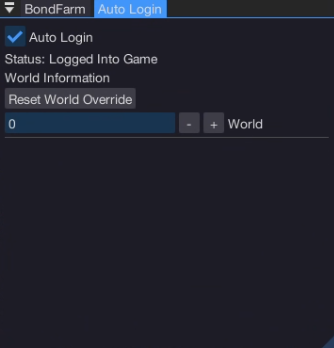 BondFarm Auto Login
Auto Login
Status: Logged Into Game
World Information
Reset World Override
0 - + World